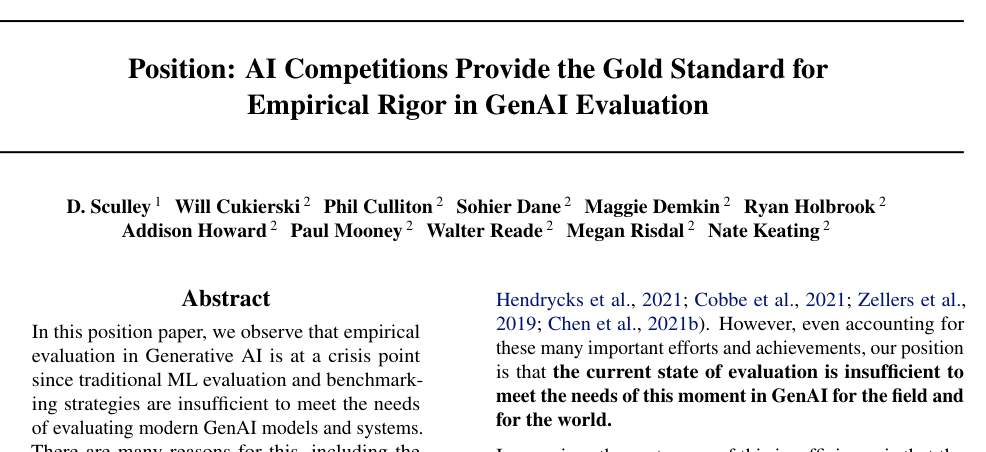 Position: AI Competitions Provide the Gold Standard for
Empirical Rigor in GenAI Evaluation
D. Sculley 1 Will Cukierski 2 Phil Culliton 2 Sohier Dane 2 Maggie Demkin 2 Ryan Holbrook 2
Addison Howard 2 Paul Mooney 2 Walter Reade 2 Megan Risdal 2 Nate Keating 2
Abstract
In this position paper, we observe that empirical
evaluation in Generative AI is at a crisis point
since traditional ML evaluation and benchmark-
ing strategies are insufficient to meet the needs
of evaluating modern GenAI models and systems.
There are many reasons for this, including the
Hendrycks et al., 2021; Cobbe et al., 2021; Zellers et al.,
2019; Chen et al., 2021b). However, even accounting for
these many important efforts and achievements, our position
is that the current state of evaluation is insufficient to
meet the needs of this moment in GenAI for the field and
for the world.